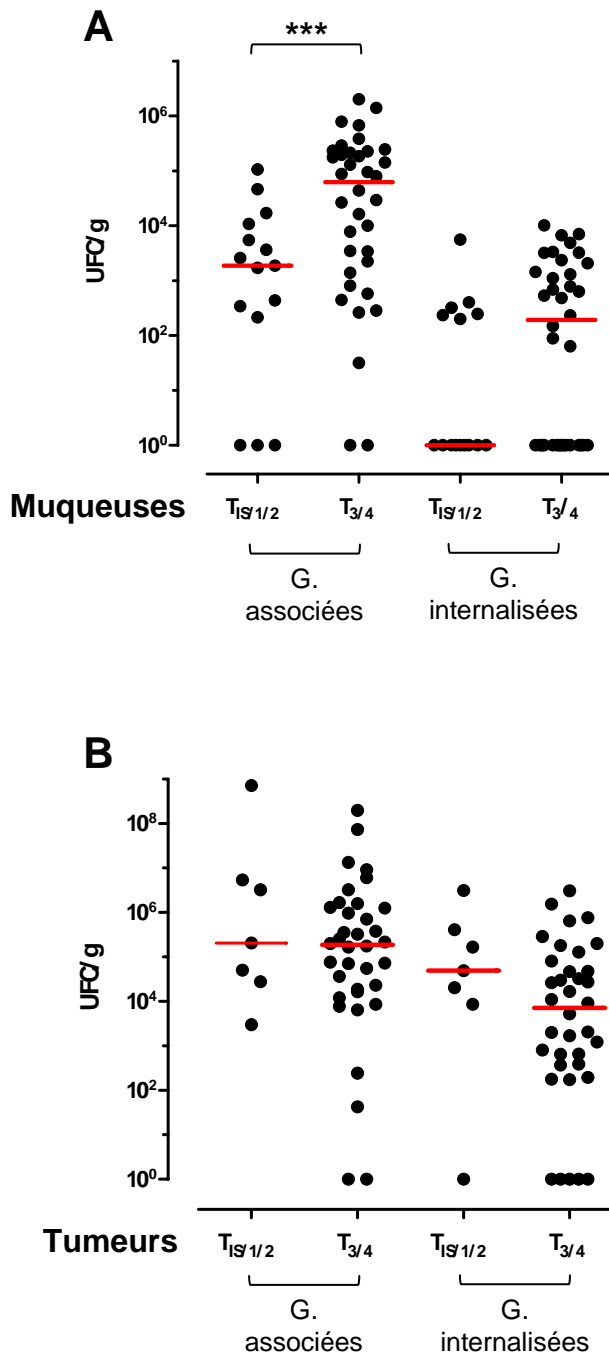 A
***
10⁶
10⁴
10²
10⁰
UFC/g
Muqueuses T_IS/1/2 T_3/4 T_IS/1/2 T_3/4
G. G.
associées internalisées
B
10⁸
10⁶
10⁴
10²
10⁰
UFC/g
Tumeurs T_IS/1/2 T_3/4 T_IS/1/2 T_3/4
G. G.
associées internalisées